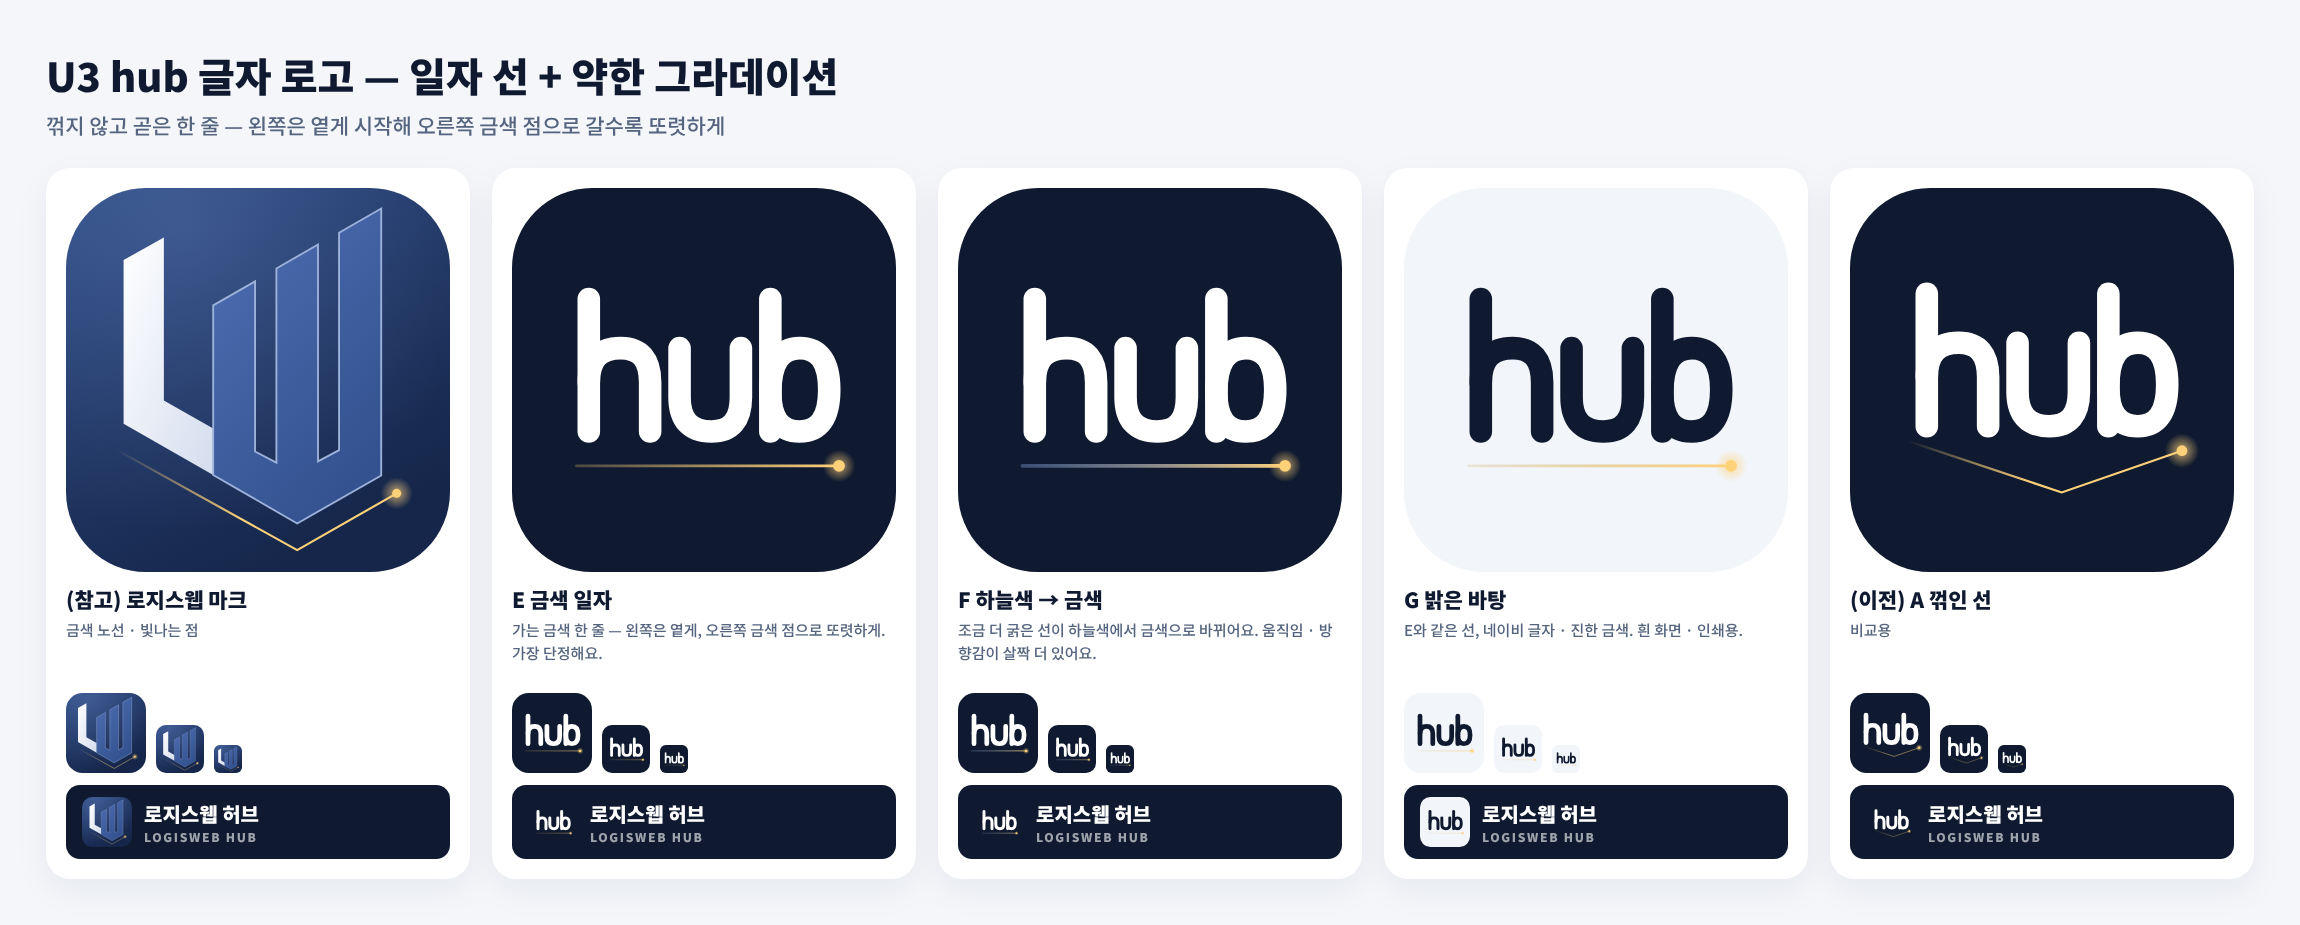 U3 hub 글자 로고 — 일자 선 + 약한 그라데이션
꺾지 않고 곧은 한 줄 — 왼쪽은 옅게 시작해 오른쪽 금색 점으로 갈수록 또렷하게
(참고) 로지스웹 마크
금색 노선 · 빛나는 점
로지스웹 허브
LOGISWEB HUB
hub
E 금색 일자
가는 금색 한 줄 — 왼쪽은 옅게, 오른쪽 금색 점으로 또렷하게.
가장 단정해요.
hub
hub
hub
hub
로지스웹 허브
LOGISWEB HUB
hub
F 하늘색 → 금색
조금 더 굵은 선이 하늘색에서 금색으로 바뀌어요. 움직임 · 방
향감이 살짝 더 있어요.
hub
hub
hub
hub
로지스웹 허브
LOGISWEB HUB
hub
G 밝은 바탕
E와 같은 선, 네이비 글자 · 진한 금색. 흰 화면 · 인쇄용.
hub
hub
hub
hub
로지스웹 허브
LOGISWEB HUB
hub
(이전) A 꺾인 선
비교용
hub
hub
hub
hub
로지스웹 허브
LOGISWEB HUB